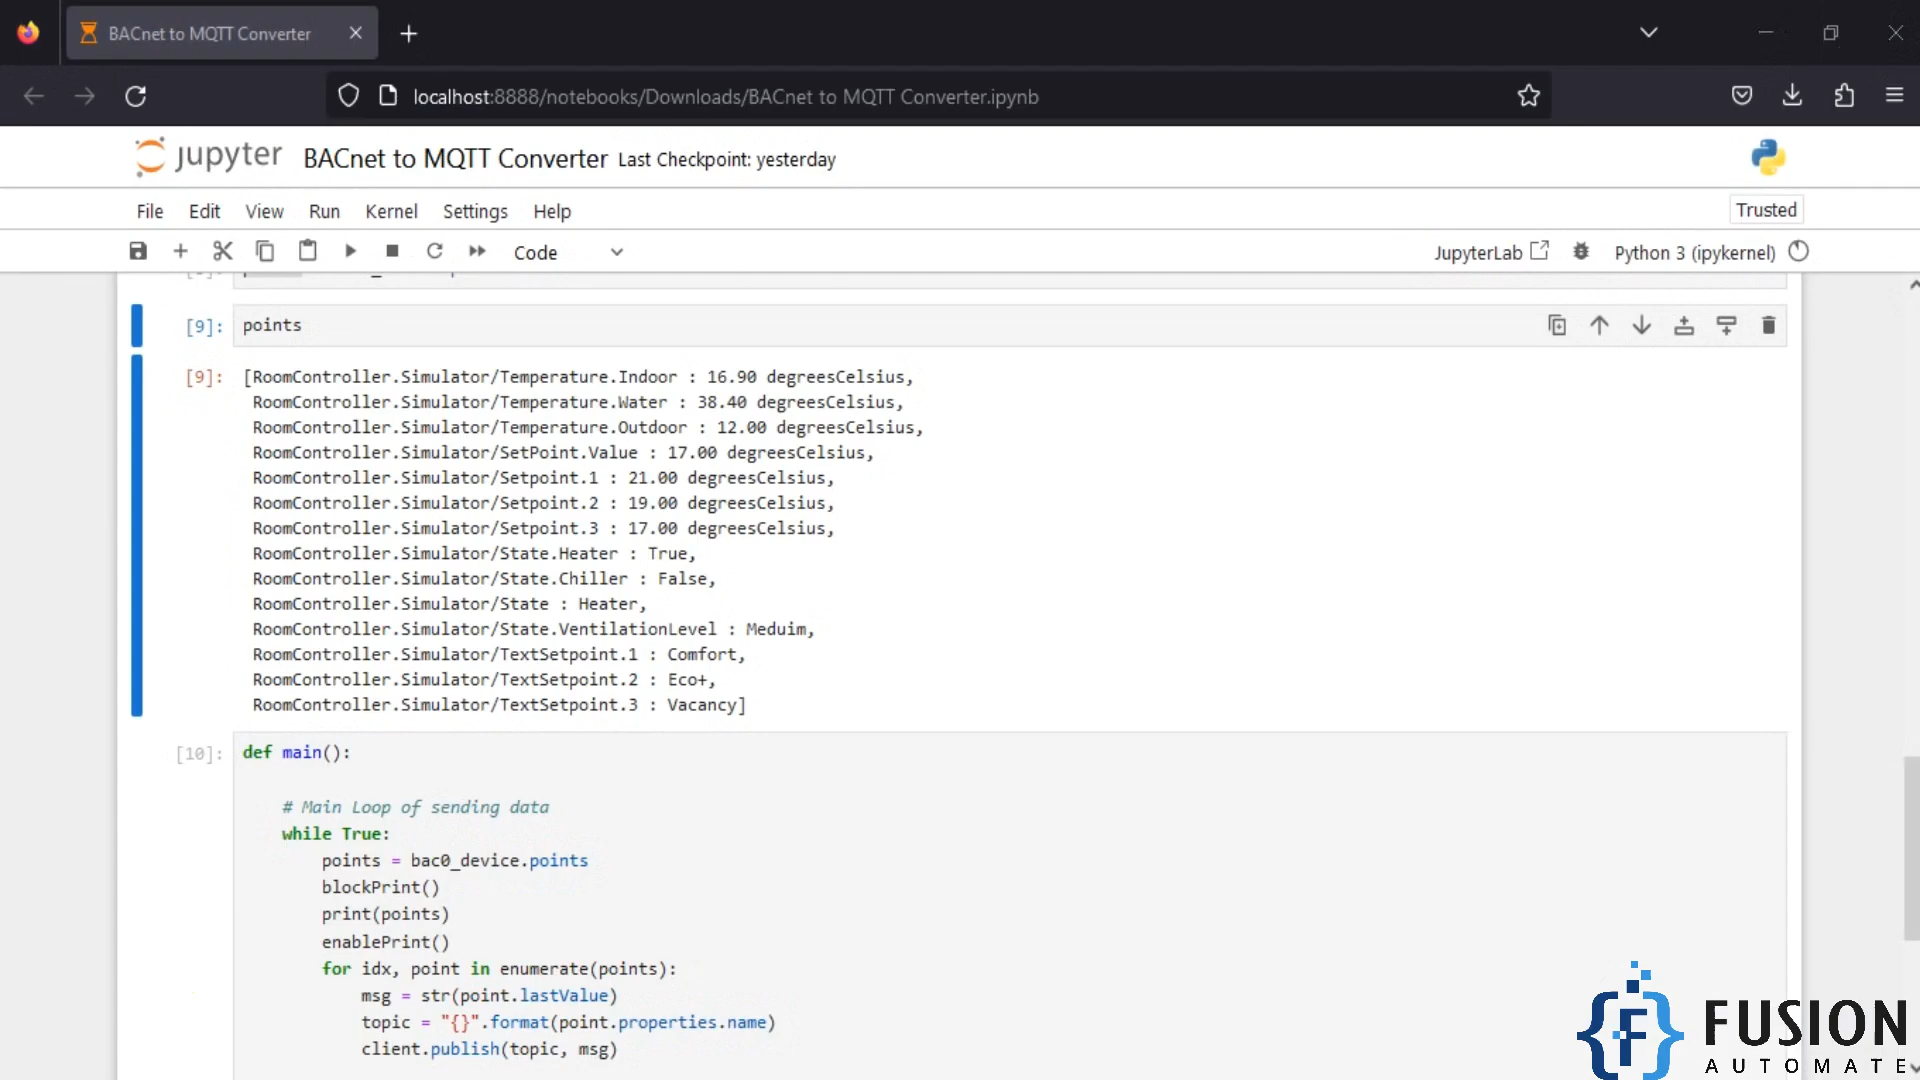 BACnet to MQTT Converter
localhost:8888/notebooks/Downloads/BACnet to MQTT Converter.ipynb
jupyter BACnet to MQTT Converter Last Checkpoint: yesterday
File Edit View Run Kernel Settings Help Trusted
Code JupyterLab Python 3 (ipykernel)
[9]: points
[9]: [RoomController.Simulator/Temperature.Indoor : 16.90 degreesCelsius,
RoomController.Simulator/Temperature.Water : 38.40 degreesCelsius,
RoomController.Simulator/Temperature.Outdoor : 12.00 degreesCelsius,
RoomController.Simulator/SetPoint.Value : 17.00 degreesCelsius,
RoomController.Simulator/Setpoint.1 : 21.00 degreesCelsius,
RoomController.Simulator/Setpoint.2 : 19.00 degreesCelsius,
RoomController.Simulator/Setpoint.3 : 17.00 degreesCelsius,
RoomController.Simulator/State.Heater : True,
RoomController.Simulator/State.Chiller : False,
RoomController.Simulator/State : Heater,
RoomController.Simulator/State.VentilationLevel : Meduim,
RoomController.Simulator/TextSetpoint.1 : Comfort,
RoomController.Simulator/TextSetpoint.2 : Eco+,
RoomController.Simulator/TextSetpoint.3 : Vacancy]
[10]: def main():
# Main Loop of sending data
while True:
points = bac0_device.points
blockPrint()
print(points)
enablePrint()
for idx, point in enumerate(points):
msg = str(point.lastValue)
topic = "{}".format(point.properties.name)
client.publish(topic, msg)
{F} FUSION
AUTOMATE